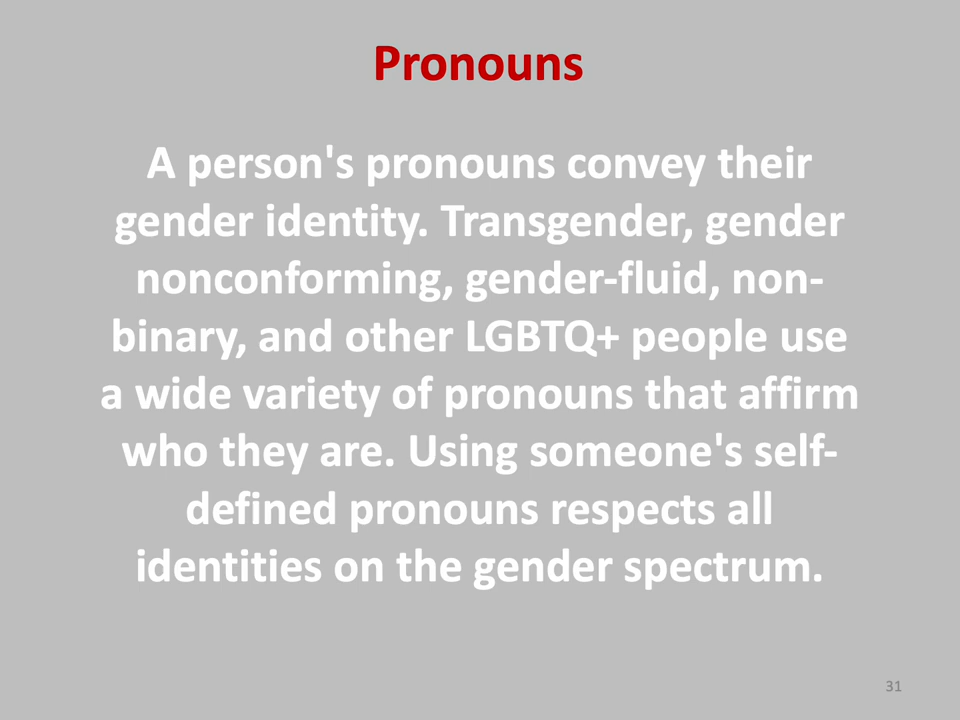 Pronouns
A person's pronouns convey their
gender identity. Transgender, gender
nonconforming, gender-fluid, non-
binary, and other LGBTQ+ people use
a wide variety of pronouns that affirm
who they are. Using someone's self-
defined pronouns respects all
identities on the gender spectrum.
31